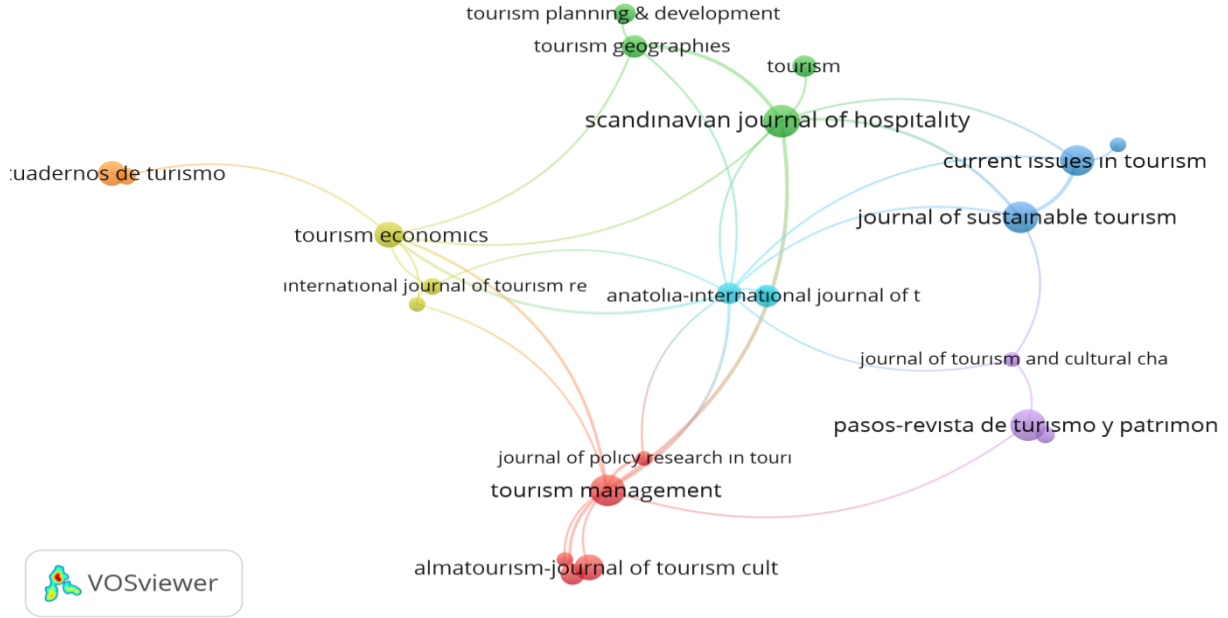 tourism planning & development
tourism geographies
tourism
scandinavian journal of hospitality
current issues in tourism
:uadernos de turismo
journal of sustainable tourism
tourism economics
international journal of tourism re
anatolia-international journal of t
journal of tourism and cultural cha
pasos-revista de turismo y patrimon
journal of policy research in touri
tourism management
almatourism-journal of tourism cult
VOSviewer